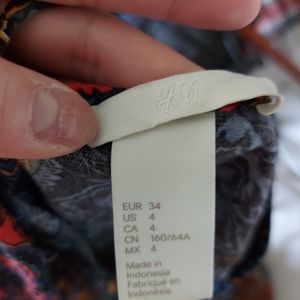 H&M
EUR 34
US 4
CA 4
CN 160/64A
MX 4
Made in
Indonesia
Fabriqué en
Indonésie